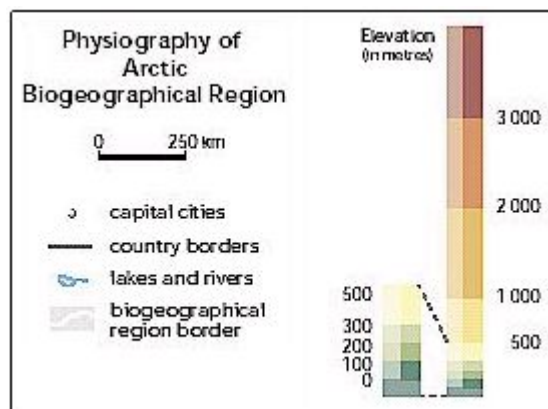 Physiography of
Arctic
Biogeographical Region
0 250 km
capital cities
country borders
lakes and rivers
biogeographical
region border
Elevation
(in metres)
3 000
2 000
1 000
500
500
300
200
100
0